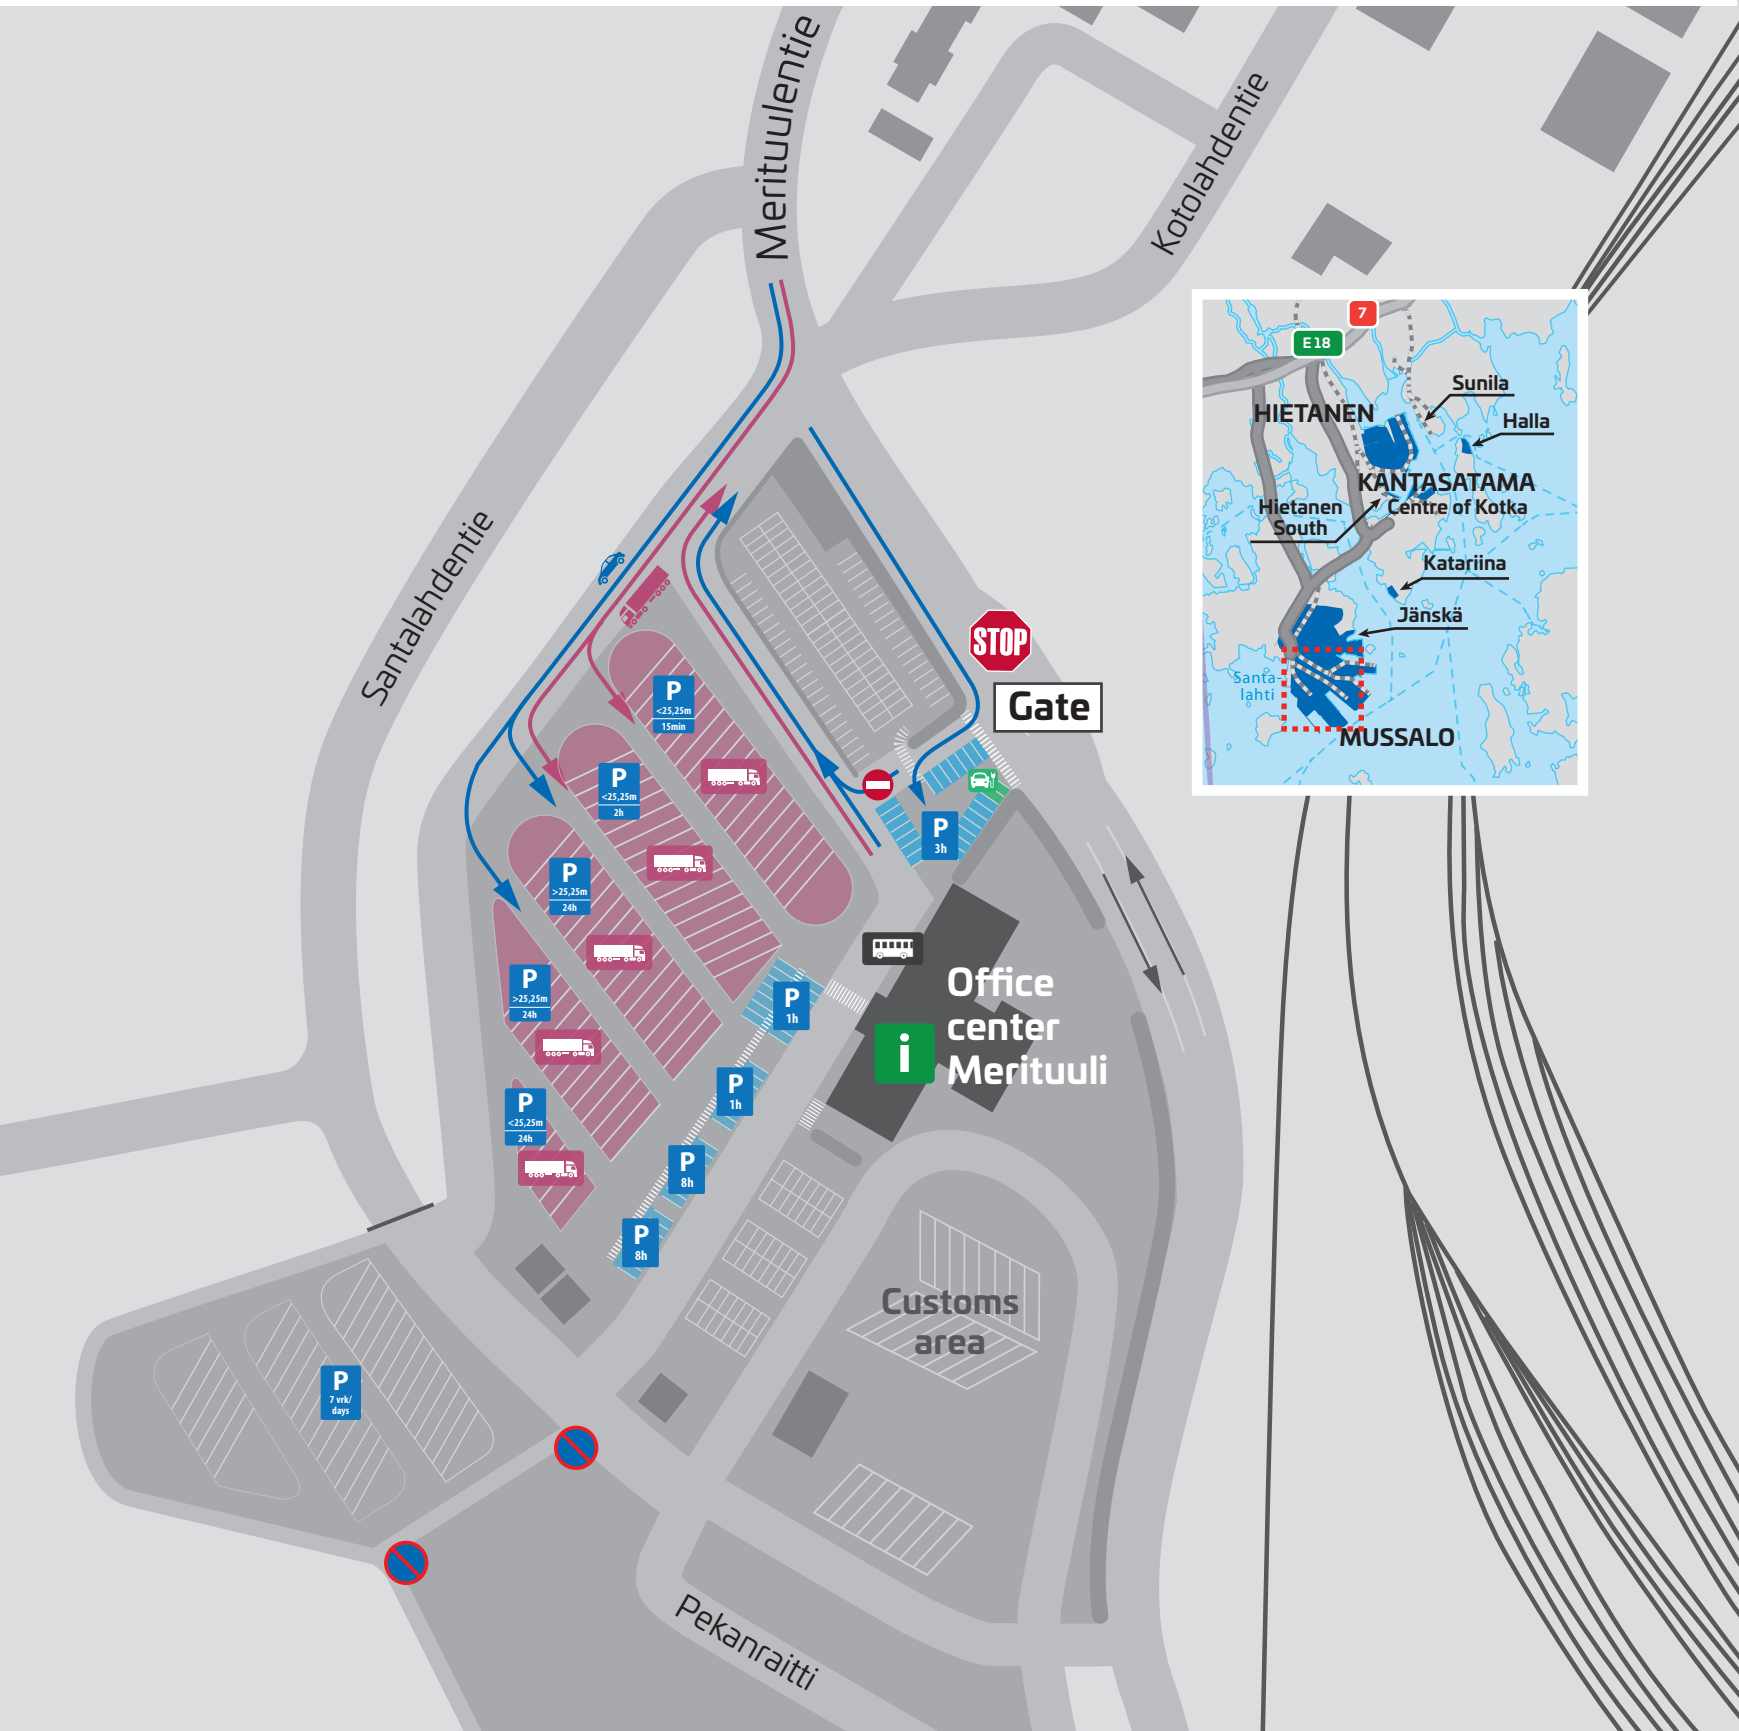 Merituulentie
Kotolahdentie
Santalahdentie
7
E18
Sunila
HIETANEN
Halla
KANTASATAMA
Hietanen
South
Centre of Kotka
Katariina
Jänskä
Santa-
lahti
MUSSALO
STOP
Gate
P
<25,25m
15min
P
<25,25m
2h
P
3h
P
>25,25m
24h
P
>25,25m
24h
P
1h
Office
center
Merituuli
i
P
1h
P
<25,25m
24h
P
8h
P
8h
Customs
area
P
7 vrk/
days
Pekanraitti